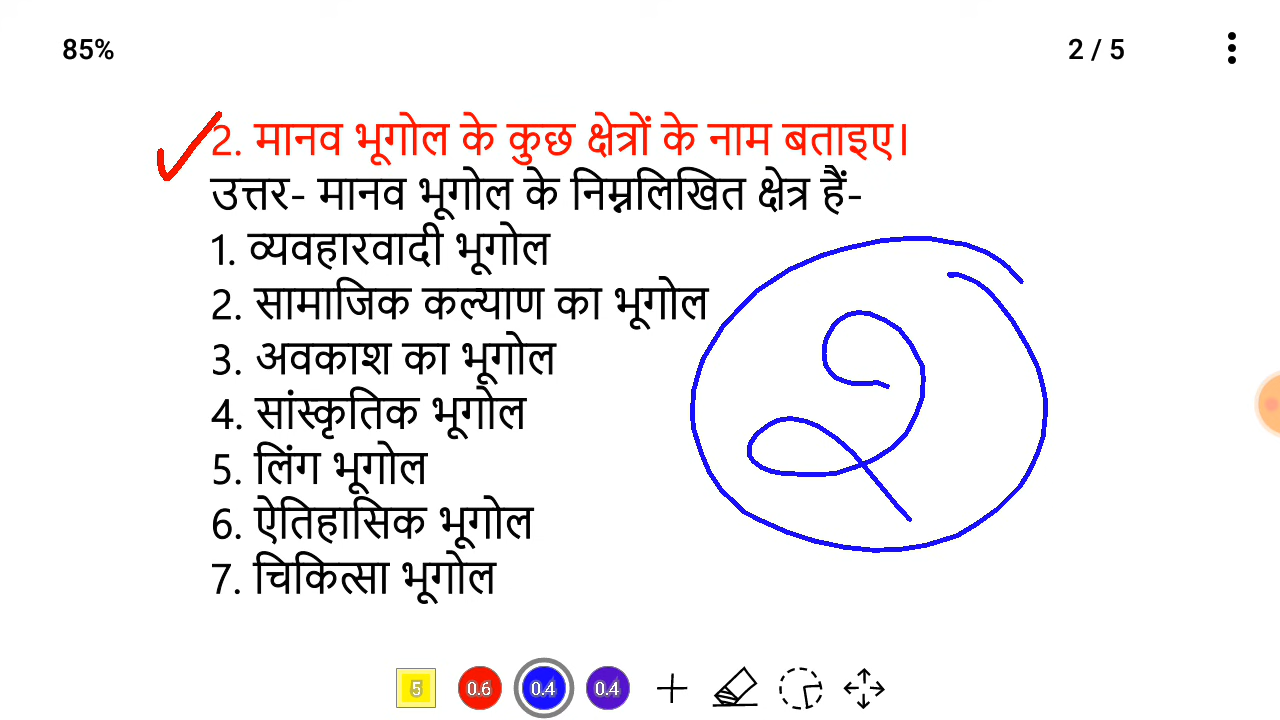 85%
2 / 5
2. मानव भूगोल के कुछ क्षेत्रों के नाम बताइए।
उत्तर- मानव भूगोल के निम्नलिखित क्षेत्र हैं-
1. व्यवहारवादी भूगोल
2. सामाजिक कल्याण का भूगोल
3. अवकाश का भूगोल
4. सांस्कृतिक भूगोल
5. लिंग भूगोल
6. ऐतिहासिक भूगोल
7. चिकित्सा भूगोल
२
5 0.6 0.4 0.4